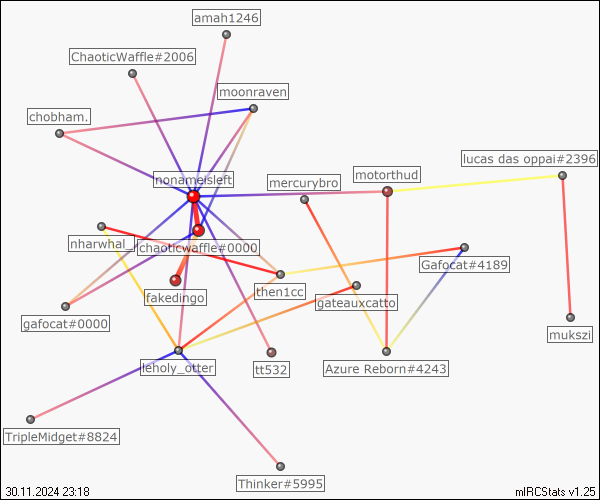 amah1246
ChaoticWaffle#2006
moonraven
chobham.
lucas das oppai#2396
motorthud
nonameisleft
mercurybro
nharwhal_
chaoticwaffle#0000
Gafocat#4189
then1cc
fakedingo
gateauxcatto
gafocat#0000
mukszi
leholy_otter
tt532
Azure Reborn#4243
TripleMidget#8824
Thinker#5995
30.11.2024 23:18
mIRCStats v1.25